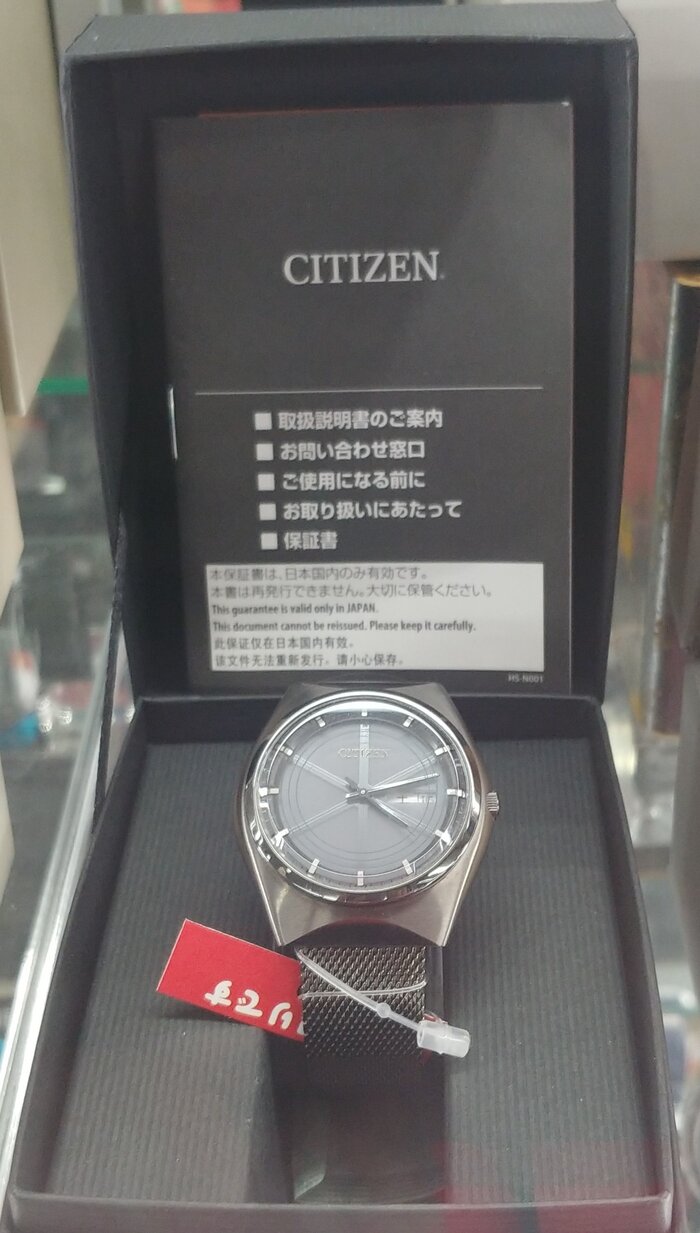 CITIZEN
■ 取扱説明書のご案内
■ お問い合わせ窓口
■ ご使用になる前に
■ お取り扱いにあたって
■ 保証書
本保証書は、日本国内のみ有効です。
本書は再発行できません。大切に保管ください。
This guarantee is valid only in JAPAN.
This document cannot be reissued. Please keep it carefully.
此保证仅在日本国内有效。
该文件无法重新发行。请小心保存。
HS-N001
CITIZEN
りです